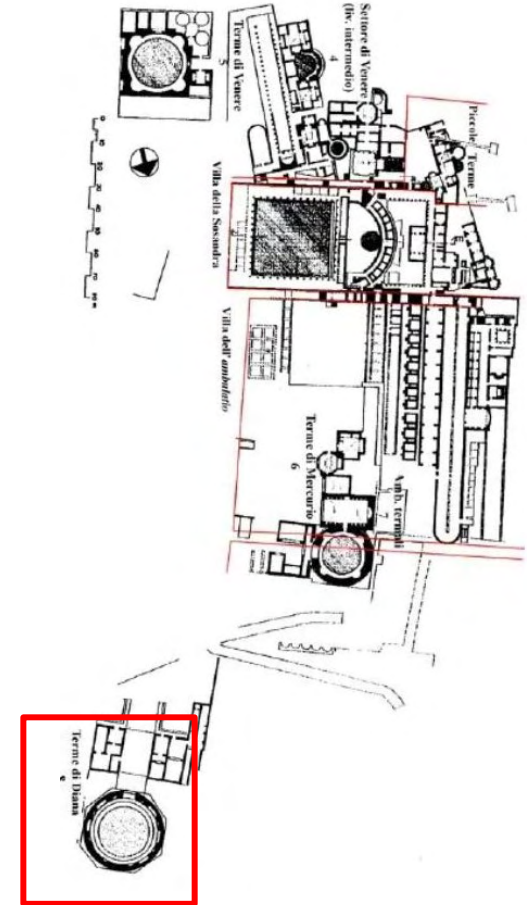 Settore di Venere
(liv. intermedio)
4
Terme di Venere
5
Piccole Terme
Villa della Sosandra
Villa dell'ambulatio
Terme di Mercurio
6
Amb. termali
Terme di Diana